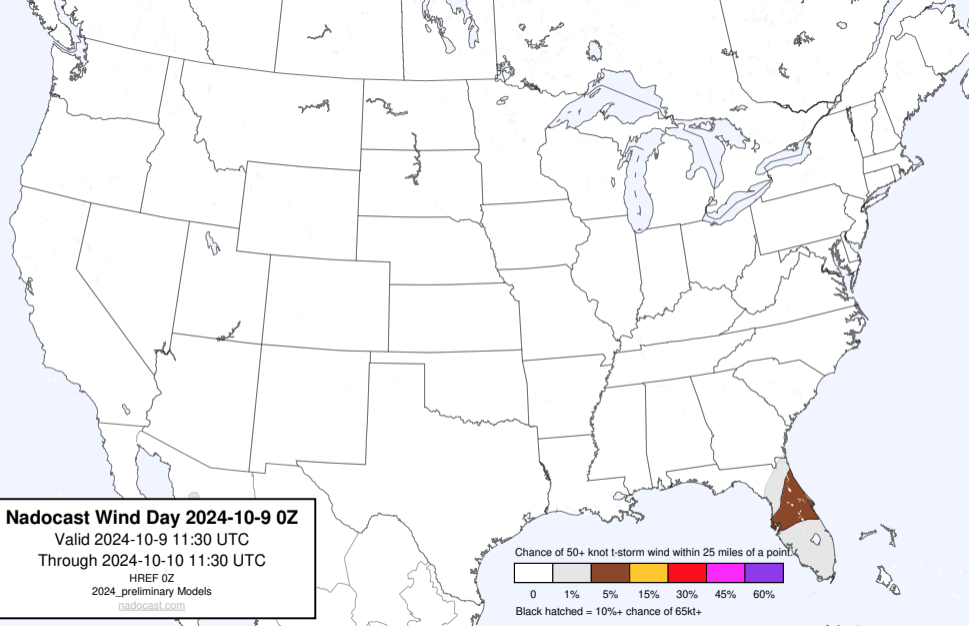 Nadocast Wind Day 2024-10-9 0Z
Valid 2024-10-9 11:30 UTC
Through 2024-10-10 11:30 UTC
HREF 0Z
2024_preliminary Models
nadocast.com
Chance of 50+ knot t-storm wind within 25 miles of a point.
0 1% 5% 15% 30% 45% 60%
Black hatched = 10%+ chance of 65kt+